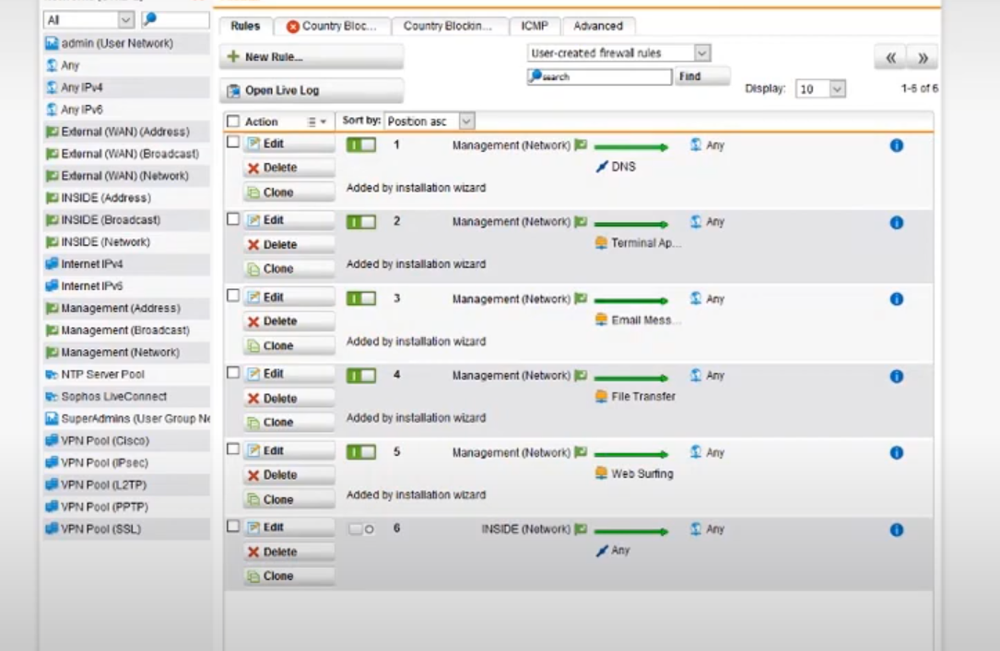 All
admin (User Network)
Any
Any IPv4
Any IPv6
External (WAN) (Address)
External (WAN) (Broadcast)
External (WAN) (Network)
INSIDE (Address)
INSIDE (Broadcast)
INSIDE (Network)
Internet IPv4
Internet IPv6
Management (Address)
Management (Broadcast)
Management (Network)
NTP Server Pool
Sophos LiveConnect
SuperAdmins (User Group Ne
VPN Pool (Cisco)
VPN Pool (IPsec)
VPN Pool (L2TP)
VPN Pool (PPTP)
VPN Pool (SSL)
Rules Country Bloc... Country Blockin... ICMP Advanced
New Rule...
User-created firewall rules
search Find
Open Live Log
Display: 10 1-6 of 6
Action Sort by: Position asc
Edit 1 Management (Network) Any
Delete DNS
Clone Added by installation wizard
Edit 2 Management (Network) Any
Delete Terminal Ap...
Clone Added by installation wizard
Edit 3 Management (Network) Any
Delete Email Mess...
Clone Added by installation wizard
Edit 4 Management (Network) Any
Delete File Transfer
Clone Added by installation wizard
Edit 5 Management (Network) Any
Delete Web Surfing
Clone Added by installation wizard
Edit 6 INSIDE (Network) Any
Delete Any
Clone